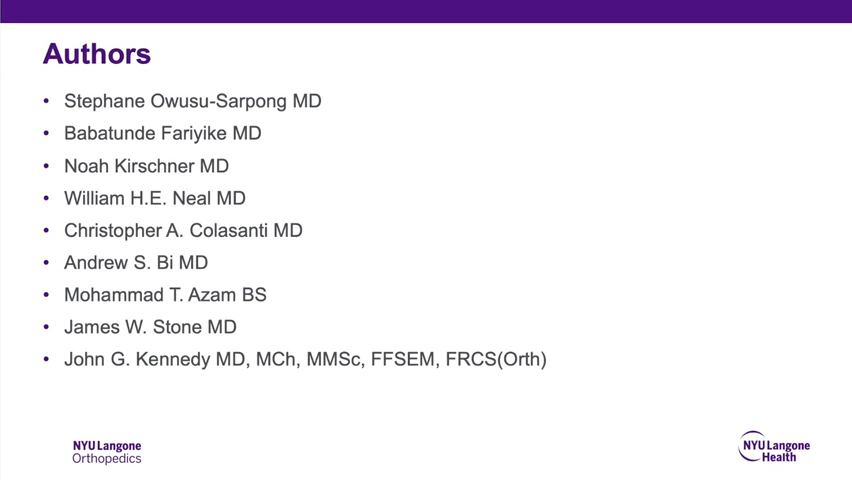 Authors
• Stephane Owusu-Sarpong MD
• Babatunde Fariyike MD
• Noah Kirschner MD
• William H.E. Neal MD
• Christopher A. Colasanti MD
• Andrew S. Bi MD
• Mohammad T. Azam BS
• James W. Stone MD
• John G. Kennedy MD, MCh, MMSc, FFSEM, FRCS(Orth)
NYU Langone
Orthopedics
NYU Langone
Health